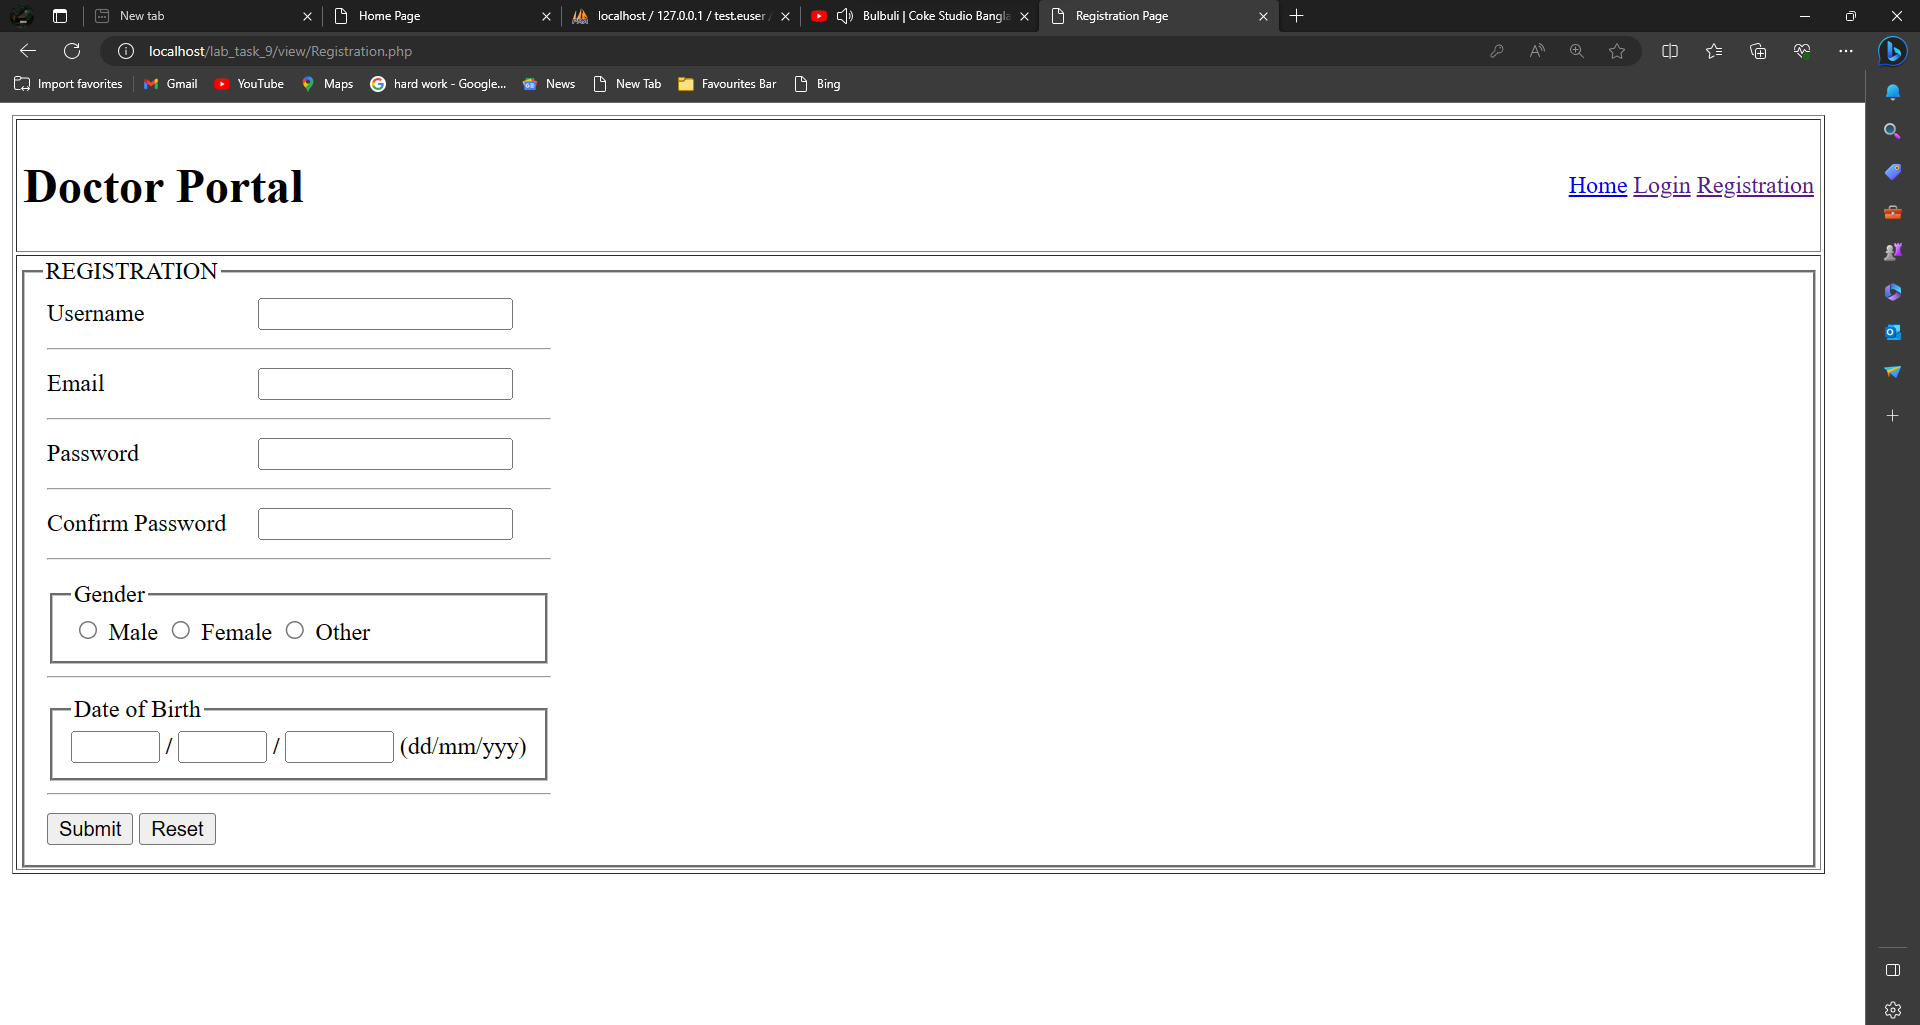 New tab
Home Page
localhost / 127.0.0.1 / test.euser
Bulbuli | Coke Studio Bangla
Registration Page
localhost/lab_task_9/view/Registration.php
Import favorites
Gmail
YouTube
Maps
hard work - Google...
News
New Tab
Favourites Bar
Bing
Doctor Portal
Home Login Registration
REGISTRATION
Username
Email
Password
Confirm Password
Gender
Male Female Other
Date of Birth
/ / (dd/mm/yyy)
Submit Reset